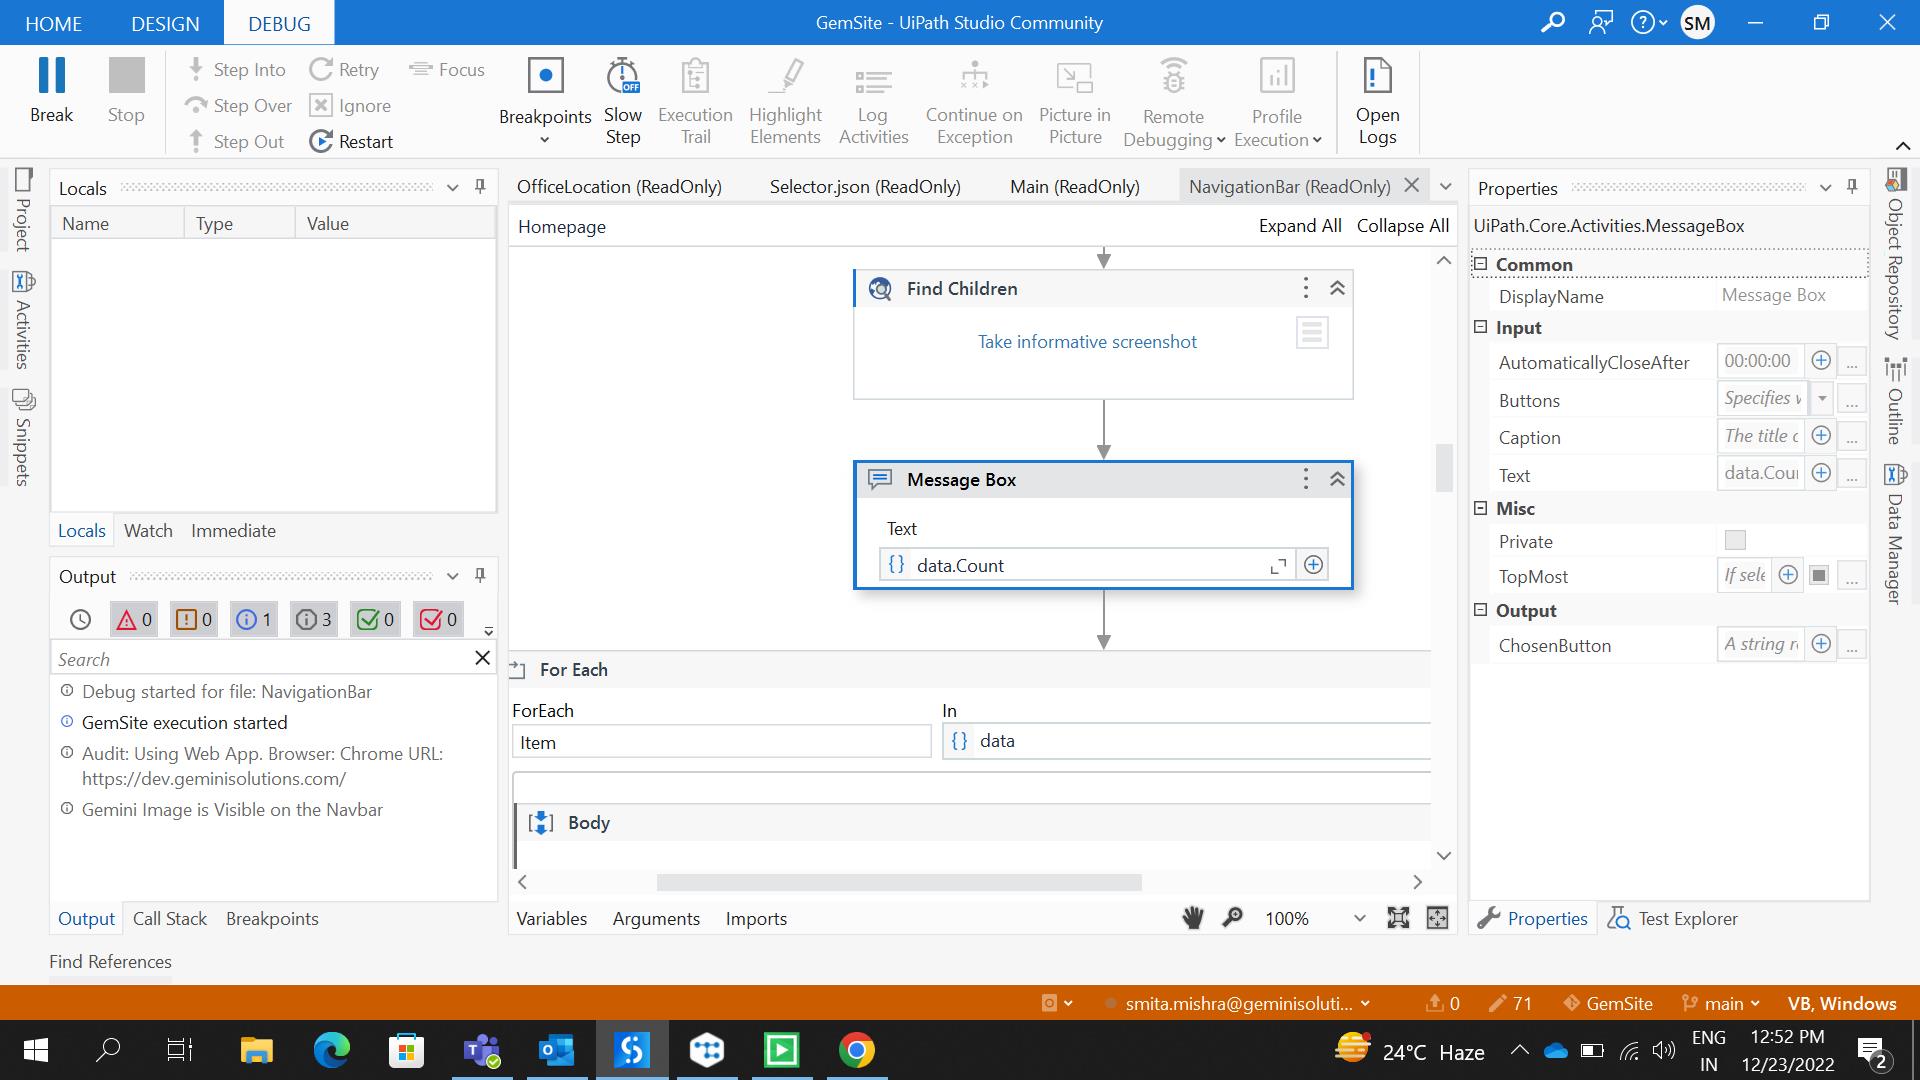 HOME DESIGN DEBUG
GemSite - UiPath Studio Community
SM
Break
Stop
Step Into
Step Over
Step Out
Retry
Ignore
Restart
Focus
Breakpoints
Slow
Step
OFF
Execution
Trail
Highlight
Elements
Log
Activities
Continue on
Exception
Picture in
Picture
Remote
Debugging
Profile
Execution
Open
Logs
Project
Activities
Snippets
Locals
Name Type Value
Locals Watch Immediate
Output
0 0 1 3 0 0
Search
Debug started for file: NavigationBar
GemSite execution started
Audit: Using Web App. Browser: Chrome URL:
https://dev.geminisolutions.com/
Gemini Image is Visible on the Navbar
Output Call Stack Breakpoints
Find References
OfficeLocation (ReadOnly) Selector.json (ReadOnly) Main (ReadOnly) NavigationBar (ReadOnly)
Homepage
Expand All Collapse All
Find Children
Take informative screenshot
Message Box
Text
{} data.Count
For Each
ForEach In
Item {} data
Body
Variables Arguments Imports
100%
Properties
UiPath.Core.Activities.MessageBox
Common
DisplayName Message Box
Input
AutomaticallyCloseAfter 00:00:00 ...
Buttons Specifies ...
Caption The title ...
Text data.Cou ...
Misc
Private
TopMost If sele ...
Output
ChosenButton A string ...
Properties Test Explorer
Object Repository
Outline
Data Manager
smita.mishra@geminisoluti... 0 71 GemSite main VB, Windows
24°C Haze
ENG
IN
12:52 PM
12/23/2022
2